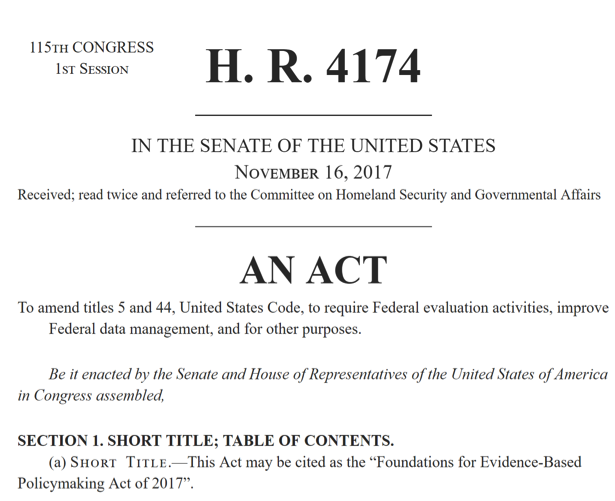 115TH CONGRESS
1ST SESSION
H. R. 4174
IN THE SENATE OF THE UNITED STATES
NOVEMBER 16, 2017
Received; read twice and referred to the Committee on Homeland Security and Governmental Affairs
AN ACT
To amend titles 5 and 44, United States Code, to require Federal evaluation activities, improve
Federal data management, and for other purposes.
Be it enacted by the Senate and House of Representatives of the United States of America
in Congress assembled,
SECTION 1. SHORT TITLE; TABLE OF CONTENTS.
(a) SHORT TITLE.—This Act may be cited as the “Foundations for Evidence-Based
Policymaking Act of 2017”.